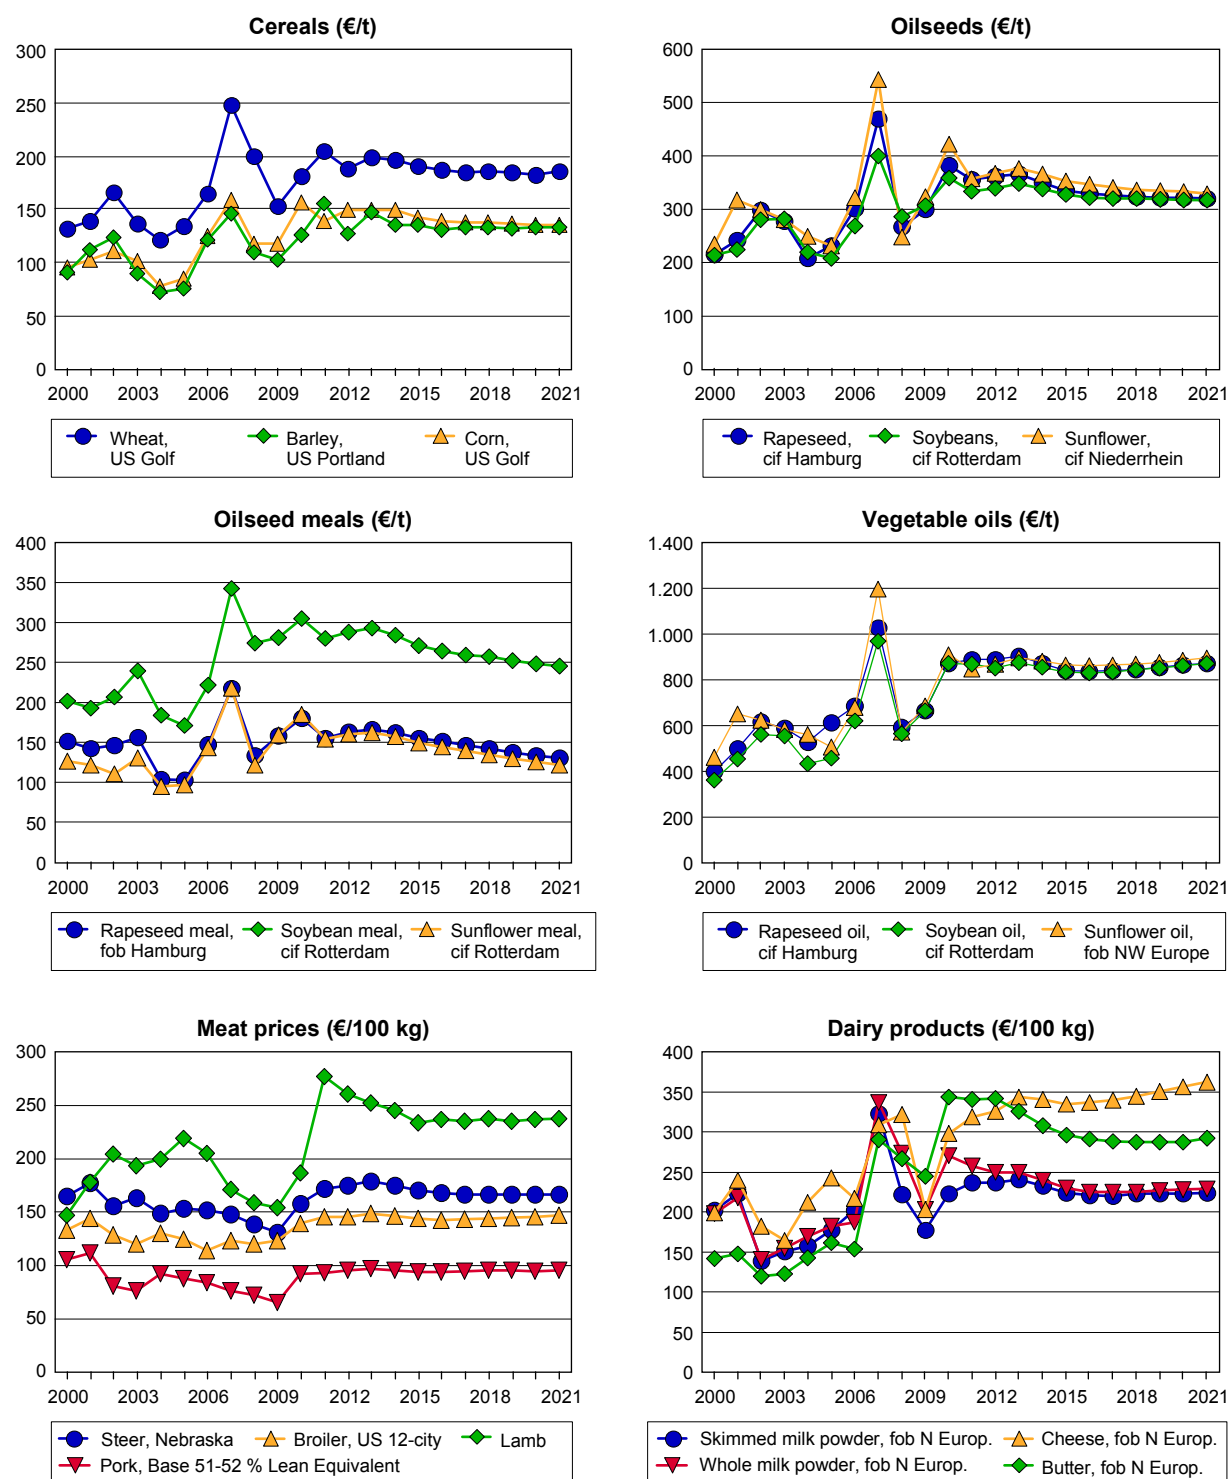 Cereals (€/t)
300
250
200
150
100
50
0
2000 2003 2006 2009 2012 2015 2018 2021
Wheat, US Golf
Barley, US Portland
Corn, US Golf
Oilseeds (€/t)
600
500
400
300
200
100
0
2000 2003 2006 2009 2012 2015 2018 2021
Rapeseed, cif Hamburg
Soybeans, cif Rotterdam
Sunflower, cif Niederrhein
Oilseed meals (€/t)
400
350
300
250
200
150
100
50
0
2000 2003 2006 2009 2012 2015 2018 2021
Rapeseed meal, fob Hamburg
Soybean meal, cif Rotterdam
Sunflower meal, cif Rotterdam
Vegetable oils (€/t)
1.400
1.200
1.000
800
600
400
200
0
2000 2003 2006 2009 2012 2015 2018 2021
Rapeseed oil, cif Hamburg
Soybean oil, cif Rotterdam
Sunflower oil, fob NW Europe
Meat prices (€/100 kg)
300
250
200
150
100
50
0
2000 2003 2006 2009 2012 2015 2018 2021
Steer, Nebraska
Broiler, US 12-city
Lamb
Pork, Base 51-52 % Lean Equivalent
Dairy products (€/100 kg)
400
350
300
250
200
150
100
50
0
2000 2003 2006 2009 2012 2015 2018 2021
Skimmed milk powder, fob N Europ.
Cheese, fob N Europ.
Whole milk powder, fob N Europ.
Butter, fob N Europ.